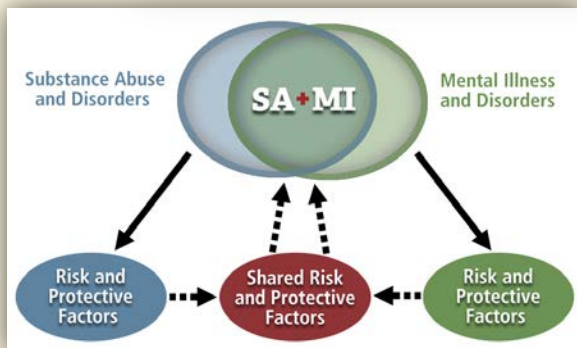 Substance Abuse
and Disorders
SA+MI
Mental Illness
and Disorders
Risk and
Protective
Factors
Shared Risk
and Protective
Factors
Risk and
Protective
Factors